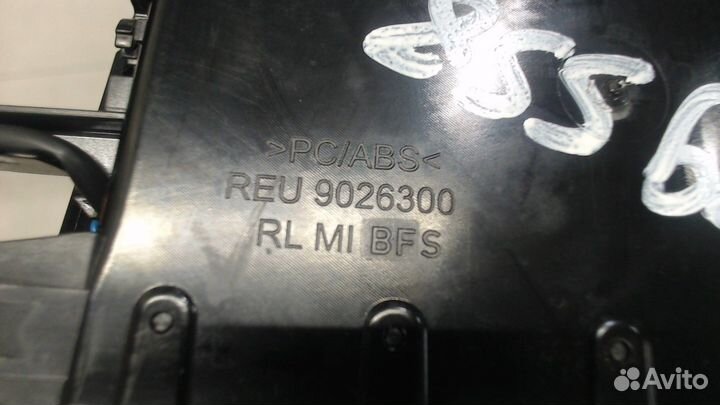 >PC/ABS<
REU 9026300
RL MI BFS
Avito